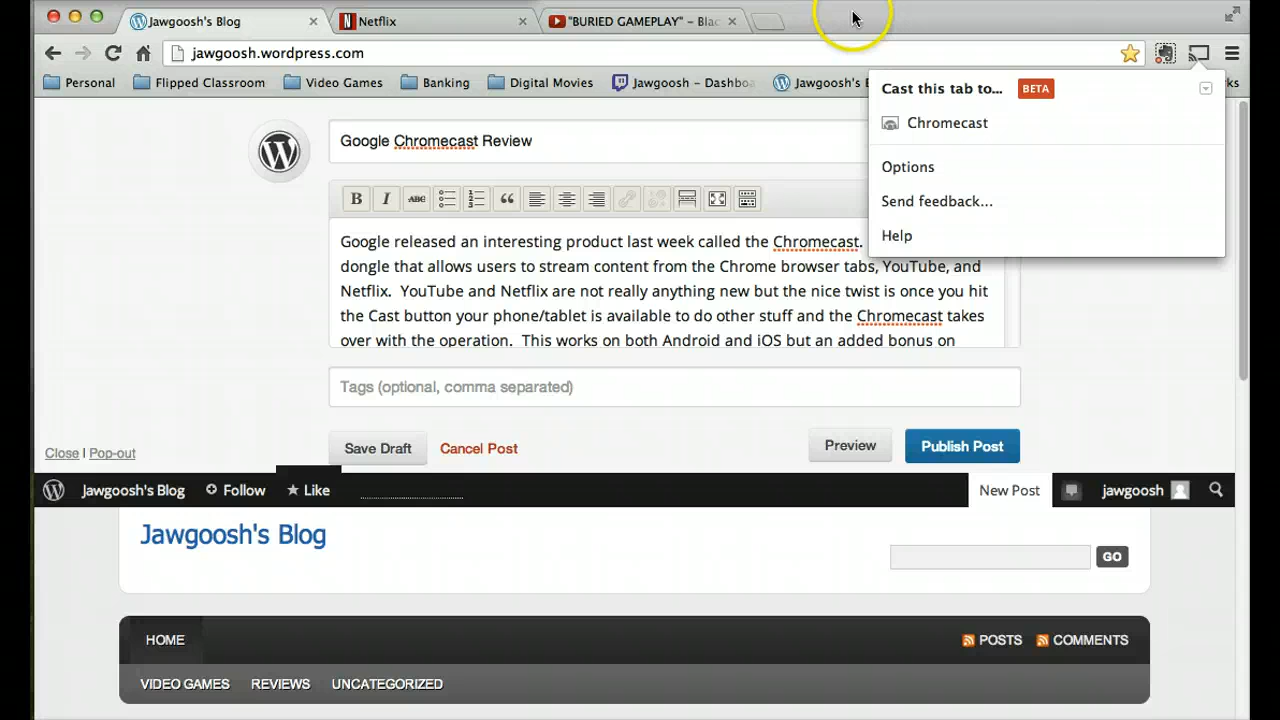 Jawgoosh's Blog
Netflix
"BURIED GAMEPLAY" - Blac
jawgoosh.wordpress.com
Personal
Flipped Classroom
Video Games
Banking
Digital Movies
Jawgoosh - Dashbo
Jawgoosh's B
Cast this tab to...
BETA
Chromecast
Options
Send feedback...
Help
Google Chromecast Review
B I ABC
Google released an interesting product last week called the Chromecast.
dongle that allows users to stream content from the Chrome browser tabs, YouTube, and
Netflix. YouTube and Netflix are not really anything new but the nice twist is once you hit
the Cast button your phone/tablet is available to do other stuff and the Chromecast takes
over with the operation. This works on both Android and iOS but an added bonus on
Tags (optional, comma separated)
Close | Pop-out
Save Draft
Cancel Post
Preview
Publish Post
Jawgoosh's Blog
Follow
Like
New Post
jawgoosh
Jawgoosh's Blog
GO
HOME
POSTS
COMMENTS
VIDEO GAMES
REVIEWS
UNCATEGORIZED